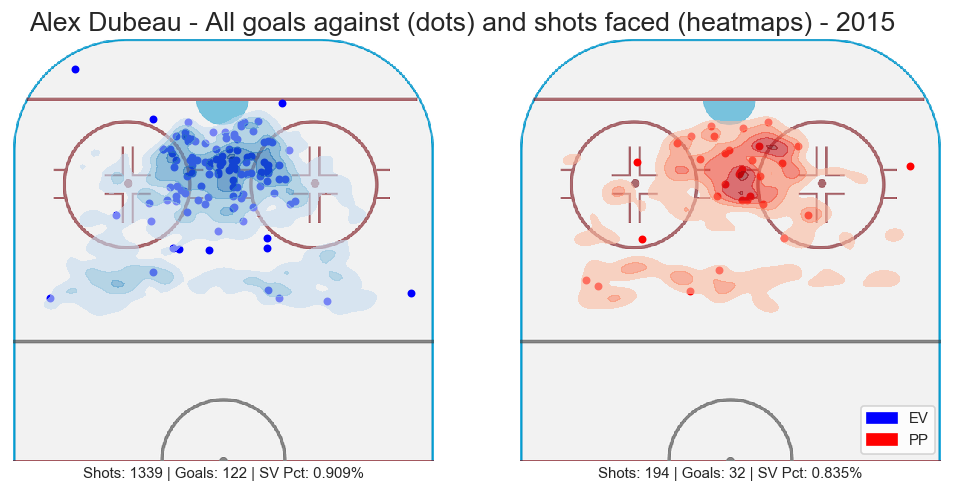 Alex Dubeau - All goals against (dots) and shots faced (heatmaps) - 2015
EV
PP
Shots: 1339 | Goals: 122 | SV Pct: 0.909%
Shots: 194 | Goals: 32 | SV Pct: 0.835%